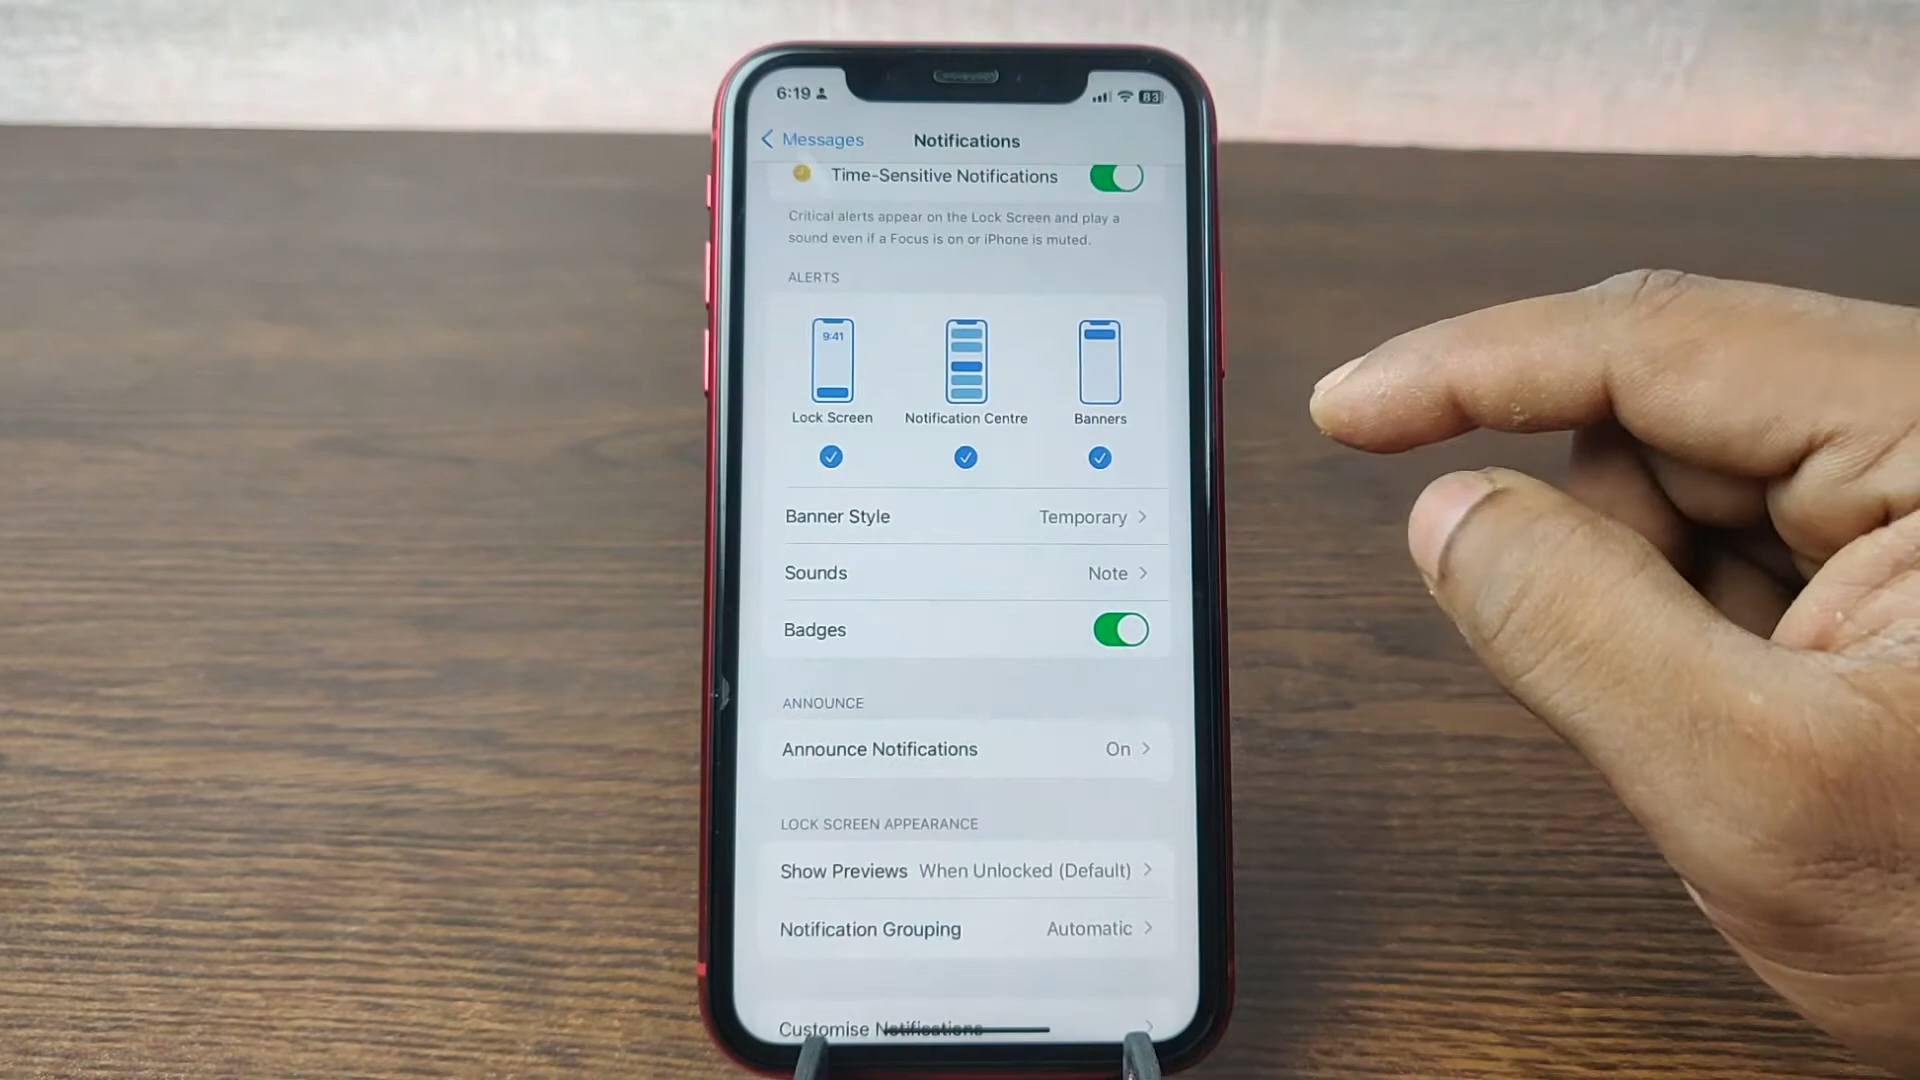 6:19
83
Messages
Notifications
Time-Sensitive Notifications
Critical alerts appear on the Lock Screen and play a
sound even if a Focus is on or iPhone is muted.
ALERTS
9:41
Lock Screen
Notification Centre
Banners
Banner Style
Temporary
Sounds
Note
Badges
ANNOUNCE
Announce Notifications
On
LOCK SCREEN APPEARANCE
Show Previews
When Unlocked (Default)
Notification Grouping
Automatic
Customise Notifications